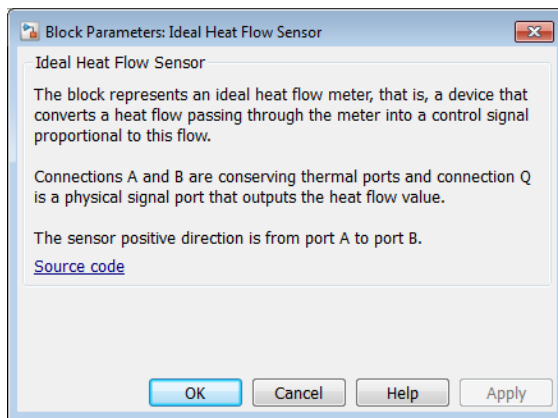 Block Parameters: Ideal Heat Flow Sensor
Ideal Heat Flow Sensor
The block represents an ideal heat flow meter, that is, a device that
converts a heat flow passing through the meter into a control signal
proportional to this flow.
Connections A and B are conserving thermal ports and connection Q
is a physical signal port that outputs the heat flow value.
The sensor positive direction is from port A to port B.
Source code
OK Cancel Help Apply